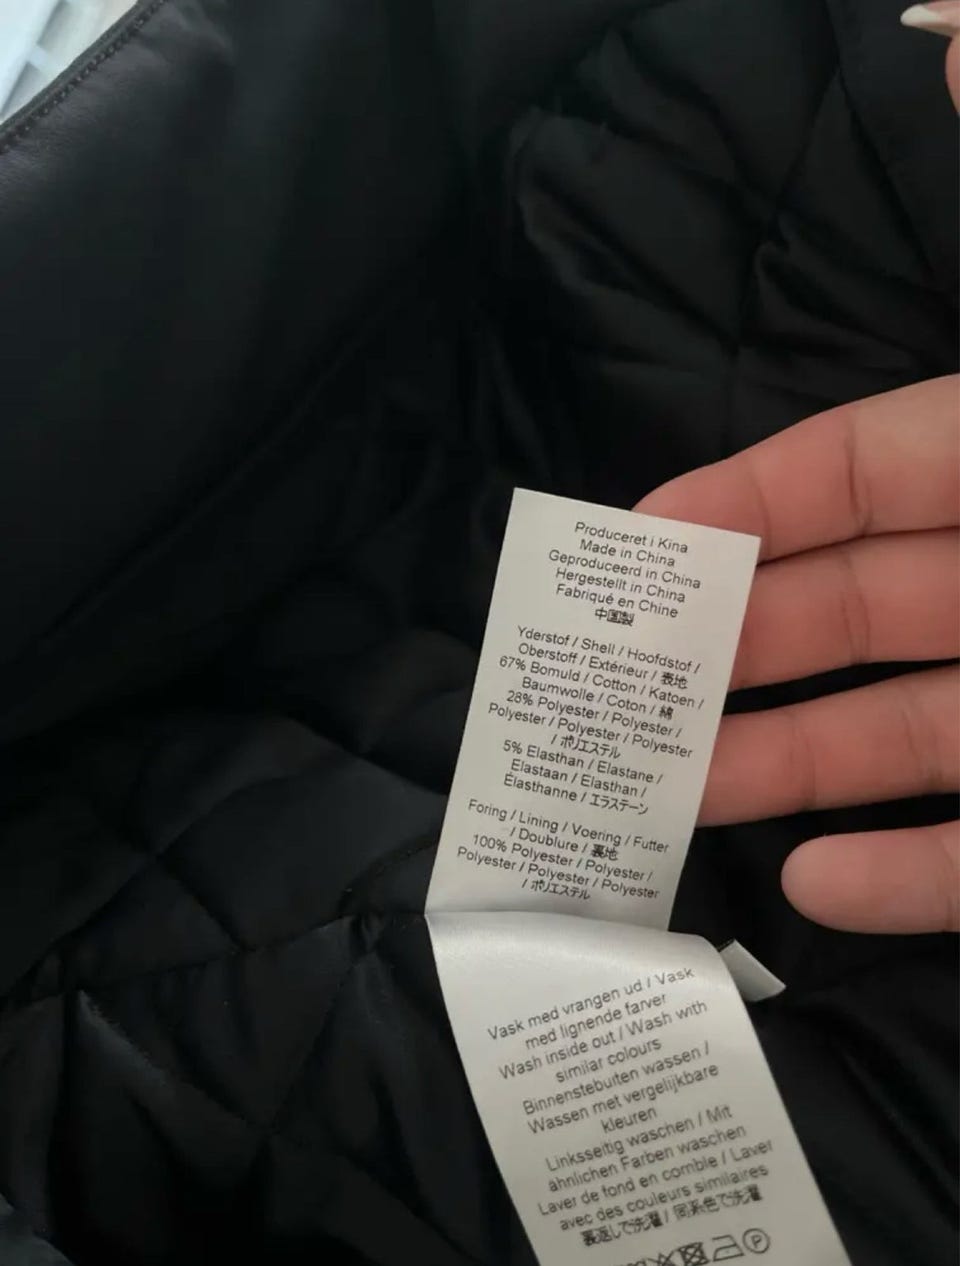 Produceret i Kina
Made in China
Geproduceerd in China
Hergestellt in China
Fabriqué en Chine
中国製
Yderstof / Shell / Hoofdstof /
Oberstoff / Extérieur / 表地
67% Bomuld / Cotton / Katoen /
Baumwolle / Coton / 綿
28% Polyester / Polyester /
Polyester / Polyester / Polyester
/ ポリエステル
5% Elasthan / Elastane /
Elastaan / Elasthan /
Élasthanne / エラステーン
Foring / Lining / Voering / Futter
/ Doublure / 裏地
100% Polyester / Polyester /
Polyester / Polyester / Polyester
/ ポリエステル
Vask med vrangen ud / Vask
med lignende farver
Wash inside out / Wash with
similar colours
Binnenstebuiten wassen /
Wassen met vergelijkbare
kleuren
Linksseitig waschen / Mit
ähnlichen Farben waschen
Laver de fond en comble / Laver
avec des couleurs similaires
裏返して洗濯 / 同系色で洗濯
P